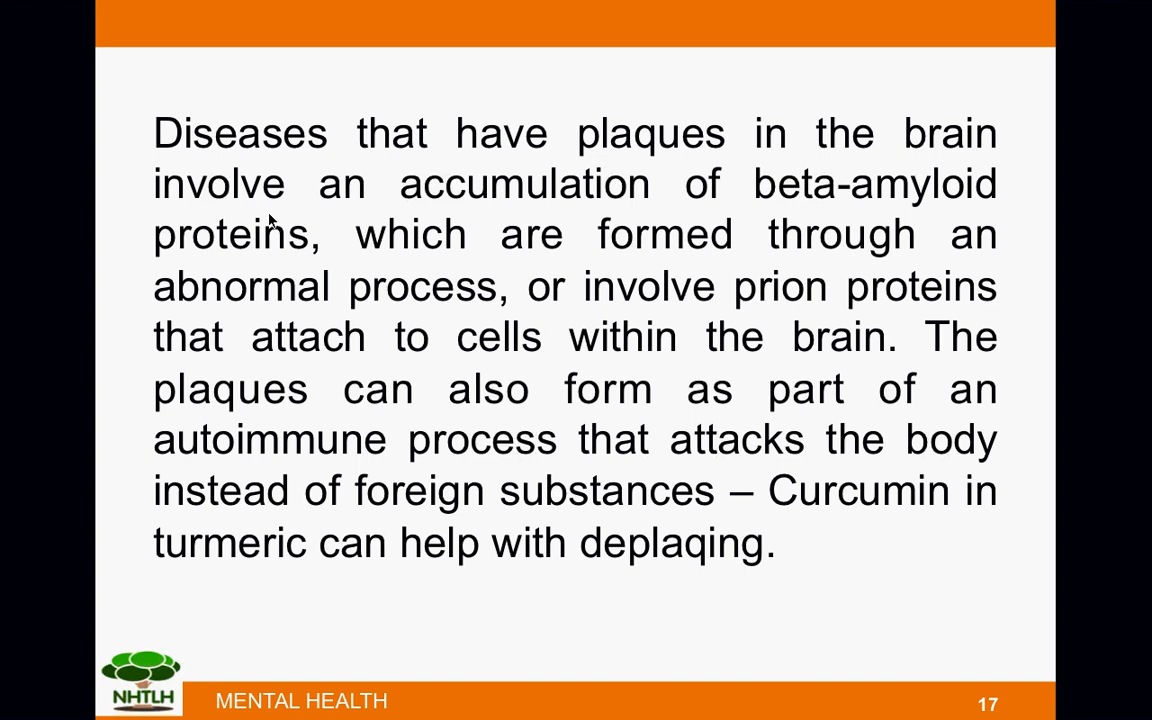 Diseases that have plaques in the brain
involve an accumulation of beta-amyloid
proteins, which are formed through an
abnormal process, or involve prion proteins
that attach to cells within the brain. The
plaques can also form as part of an
autoimmune process that attacks the body
instead of foreign substances – Curcumin in
turmeric can help with deplaqing.
NHTLH
MENTAL HEALTH
17